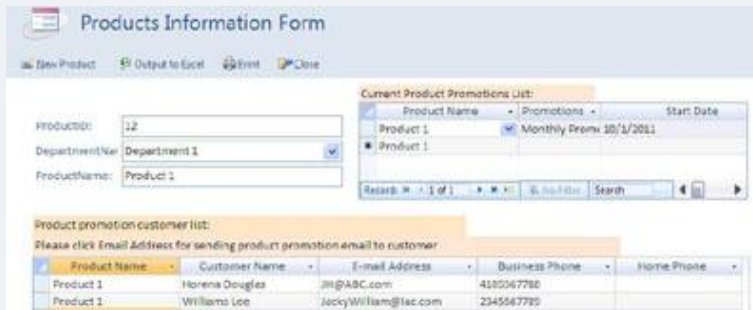 Products Information Form
New Product Output to Excel Print Close
Current Product Promotions List:
Product Name Promotions Start Date
Product 1 Monthly Promo 10/1/2011
Product 1
Record: 1 of 1 No Filter Search
ProductID: 12
DepartmentNar Department 1
ProductName: Product 1
Product promotion customer list:
Please click Email Address for sending product promotion email to customer
Product Name Customer Name E-mail Address Business Phone Home Phone
Product 1 Horena Douglas @ABC.com
Product 1 Williams Lee JackyWilliam@lac.com 2345567789